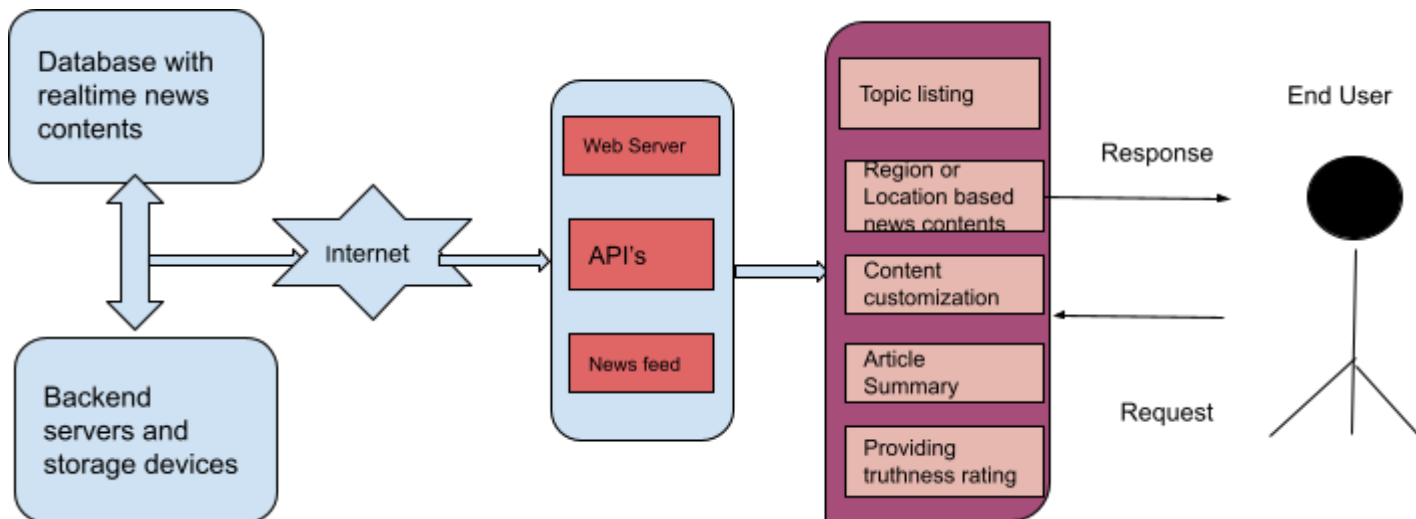 Database with
realtime news
contents
Backend
servers and
storage devices
Internet
Web Server
API's
News feed
Topic listing
Region or
Location based
news contents
Content
customization
Article
Summary
Providing
truthness rating
Response
Request
End User